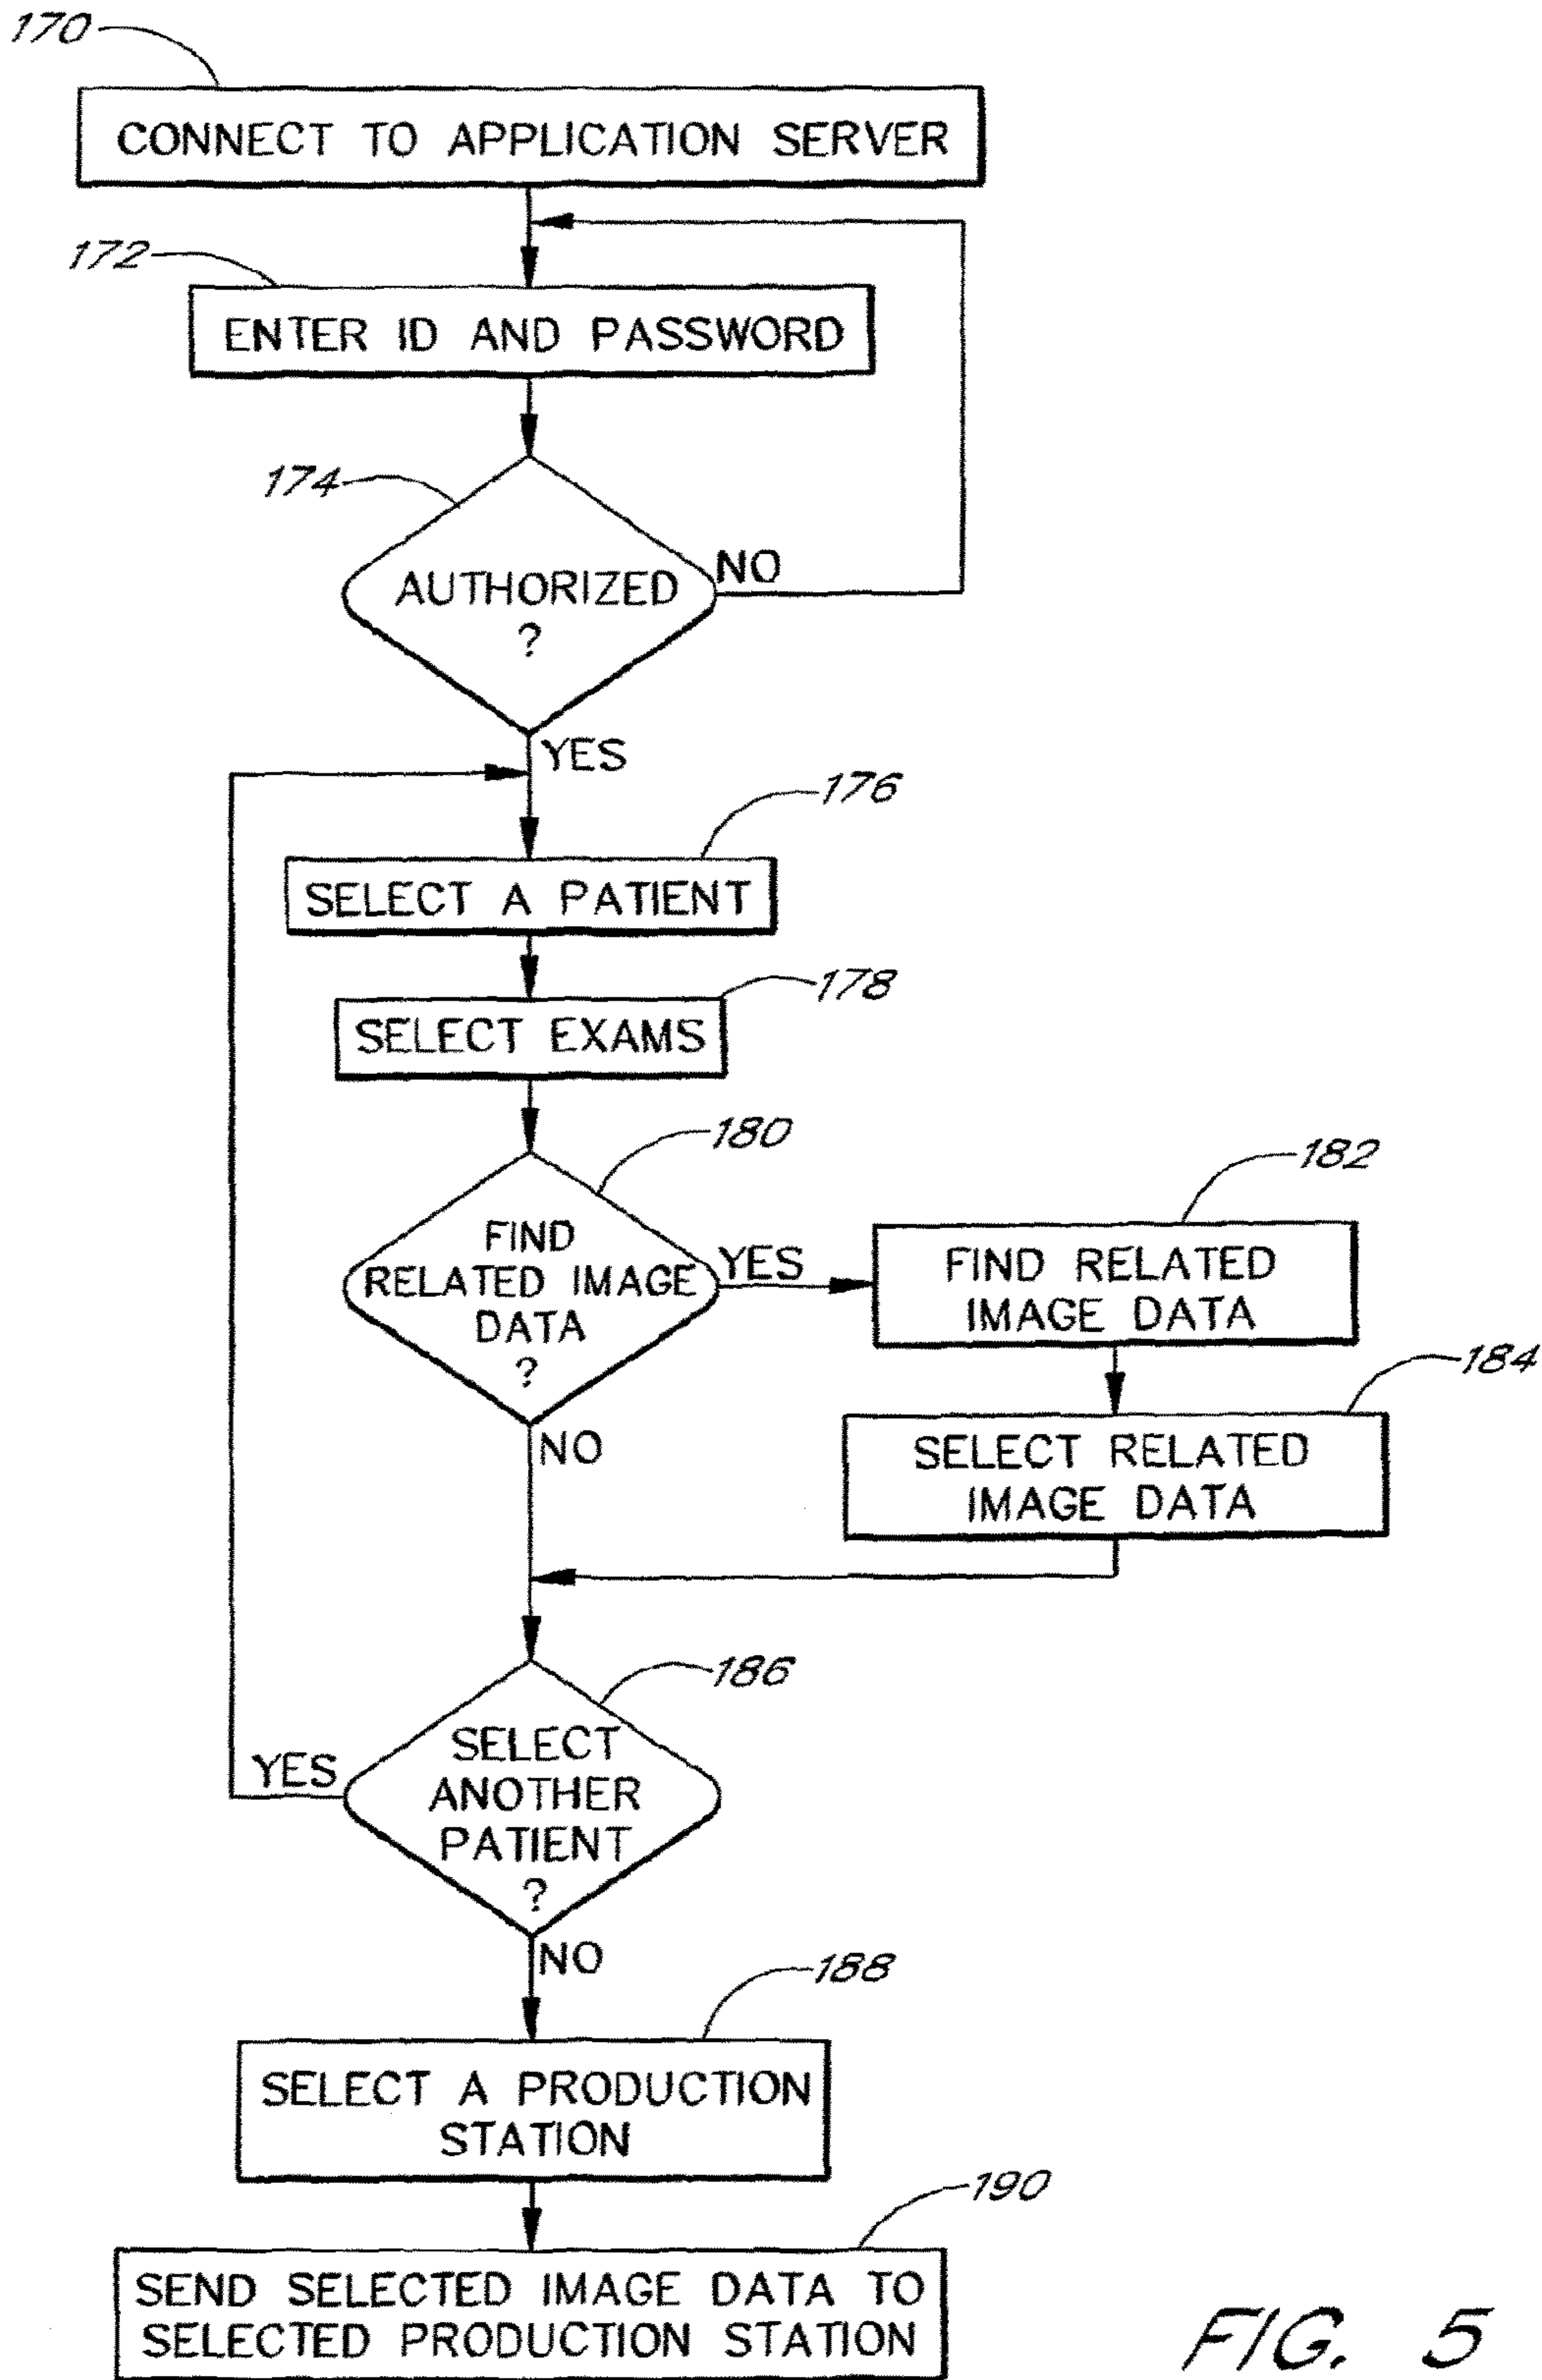 170
CONNECT TO APPLICATION SERVER
172
ENTER ID AND PASSWORD
174
AUTHORIZED
?
NO
YES
176
SELECT A PATIENT
178
SELECT EXAMS
180
FIND
RELATED IMAGE
DATA
?
YES
182
FIND RELATED
IMAGE DATA
184
SELECT RELATED
IMAGE DATA
NO
186
SELECT
ANOTHER
PATIENT
?
YES
NO
188
SELECT A PRODUCTION
STATION
190
SEND SELECTED IMAGE DATA TO
SELECTED PRODUCTION STATION
FIG. 5